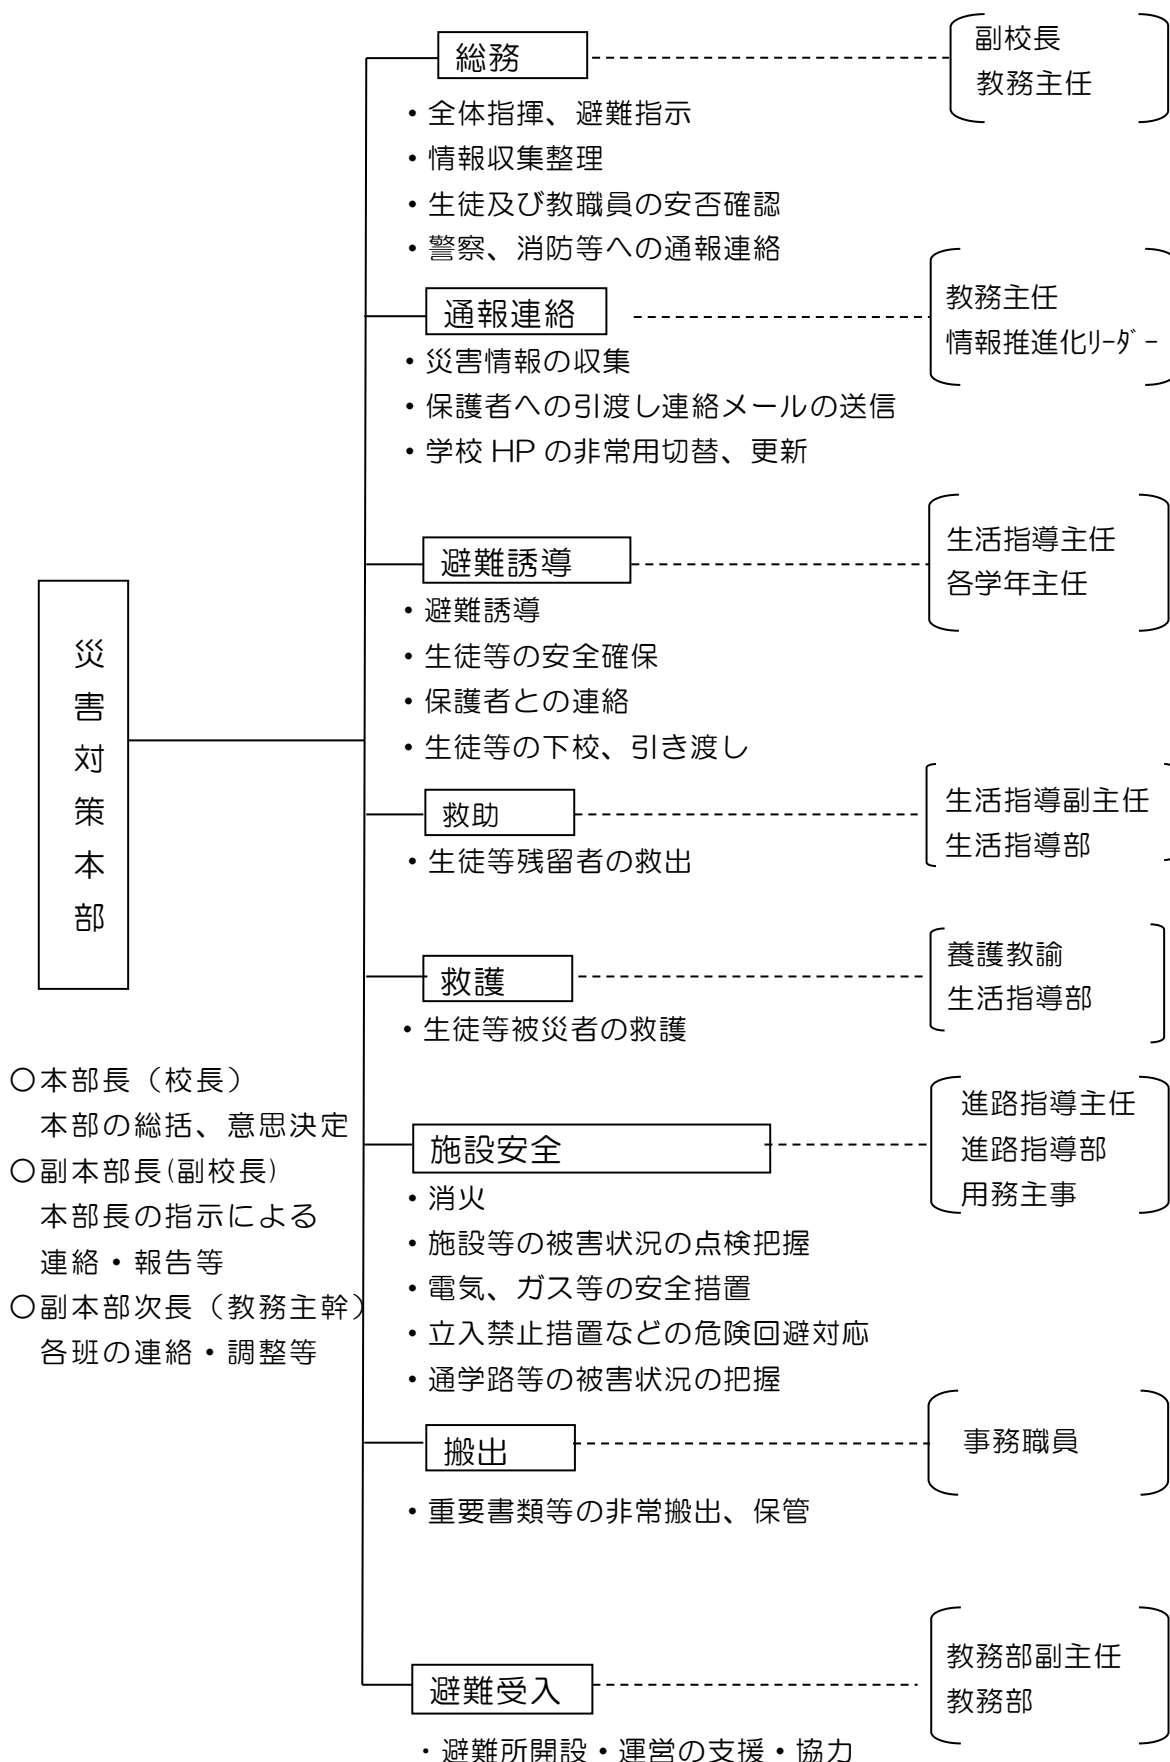 総務
副校長
教務主任
・全体指揮、避難指示
・情報収集整理
・生徒及び教職員の安否確認
・警察、消防等への通報連絡
通報連絡
教務主任
情報推進化ﾘｰﾀﾞｰ
・災害情報の収集
・保護者への引渡し連絡メールの送信
・学校 HP の非常用切替、更新
避難誘導
生活指導主任
各学年主任
・避難誘導
・生徒等の安全確保
・保護者との連絡
・生徒等の下校、引き渡し
災害対策本部
救助
生活指導副主任
生活指導部
・生徒等残留者の救出
救護
養護教諭
生活指導部
・生徒等被災者の救護
○本部長（校長）
本部の総括、意思決定
○副本部長(副校長)
本部長の指示による
連絡・報告等
○副本部次長（教務主幹）
各班の連絡・調整等
施設安全
進路指導主任
進路指導部
用務主事
・消火
・施設等の被害状況の点検把握
・電気、ガス等の安全措置
・立入禁止措置などの危険回避対応
・通学路等の被害状況の把握
搬出
事務職員
・重要書類等の非常搬出、保管
避難受入
教務部副主任
教務部
・避難所開設・運営の支援・協力